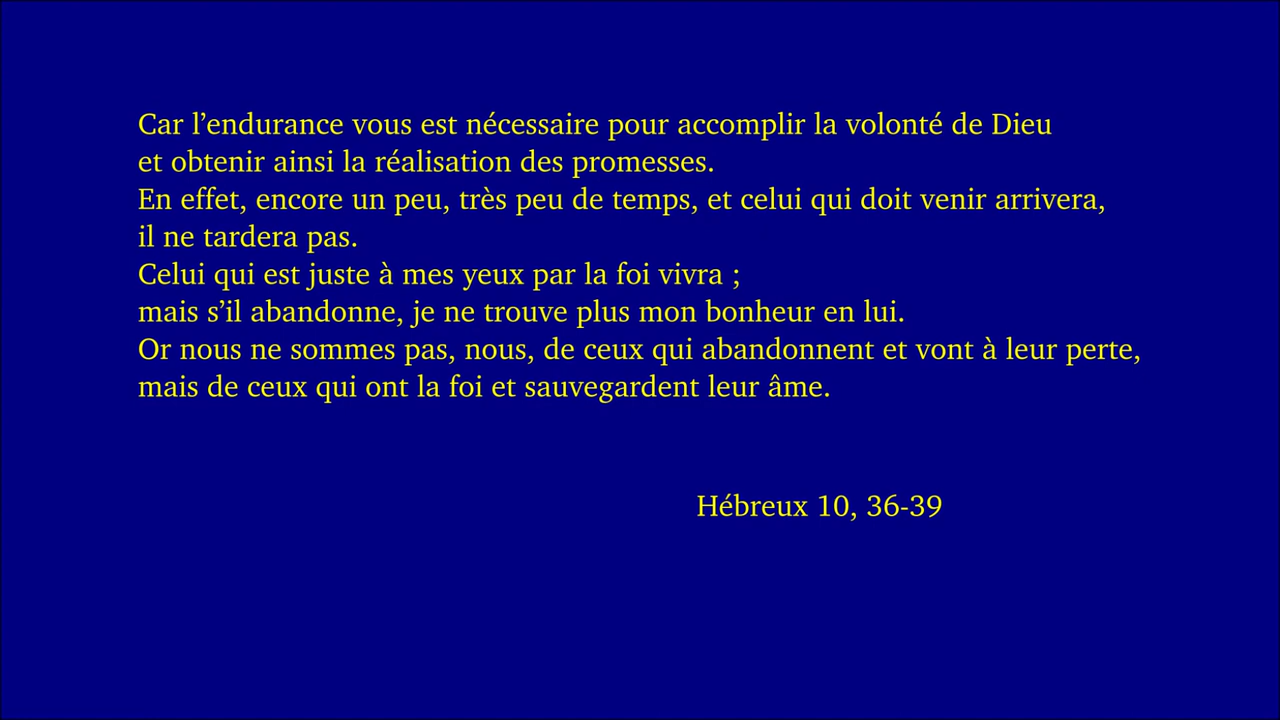 Car l’endurance vous est nécessaire pour accomplir la volonté de Dieu
et obtenir ainsi la réalisation des promesses.
En effet, encore un peu, très peu de temps, et celui qui doit venir arrivera,
il ne tardera pas.
Celui qui est juste à mes yeux par la foi vivra ;
mais s’il abandonne, je ne trouve plus mon bonheur en lui.
Or nous ne sommes pas, nous, de ceux qui abandonnent et vont à leur perte,
mais de ceux qui ont la foi et sauvegardent leur âme.
Hébreux 10, 36-39